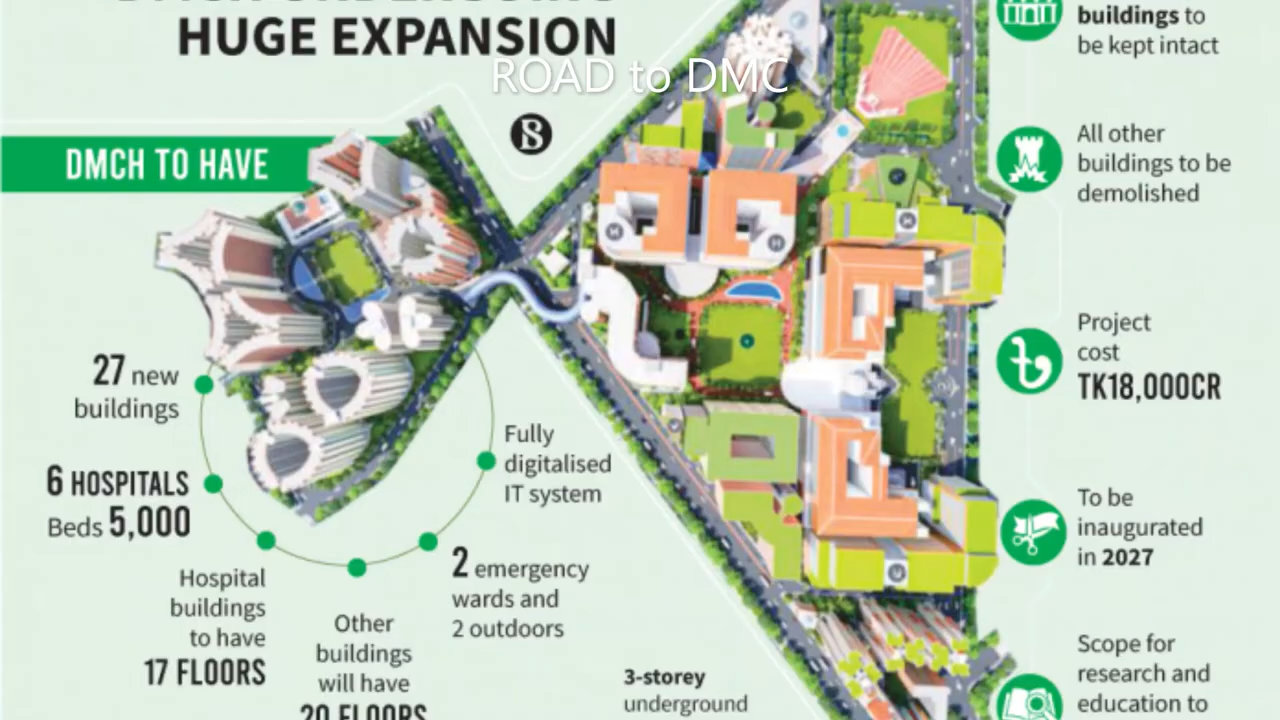 HUGE EXPANSION
ROAD to DMC
DMCH TO HAVE
27 new
buildings
6 HOSPITALS
Beds 5,000
Hospital
buildings
to have
17 FLOORS
Other
buildings
will have
20 FLOORS
2 emergency
wards and
2 outdoors
Fully
digitalised
IT system
3-storey
underground
buildings to
be kept intact
All other
buildings to be
demolished
Project
cost
TK18,000CR
To be
inaugurated
in 2027
Scope for
research and
education to